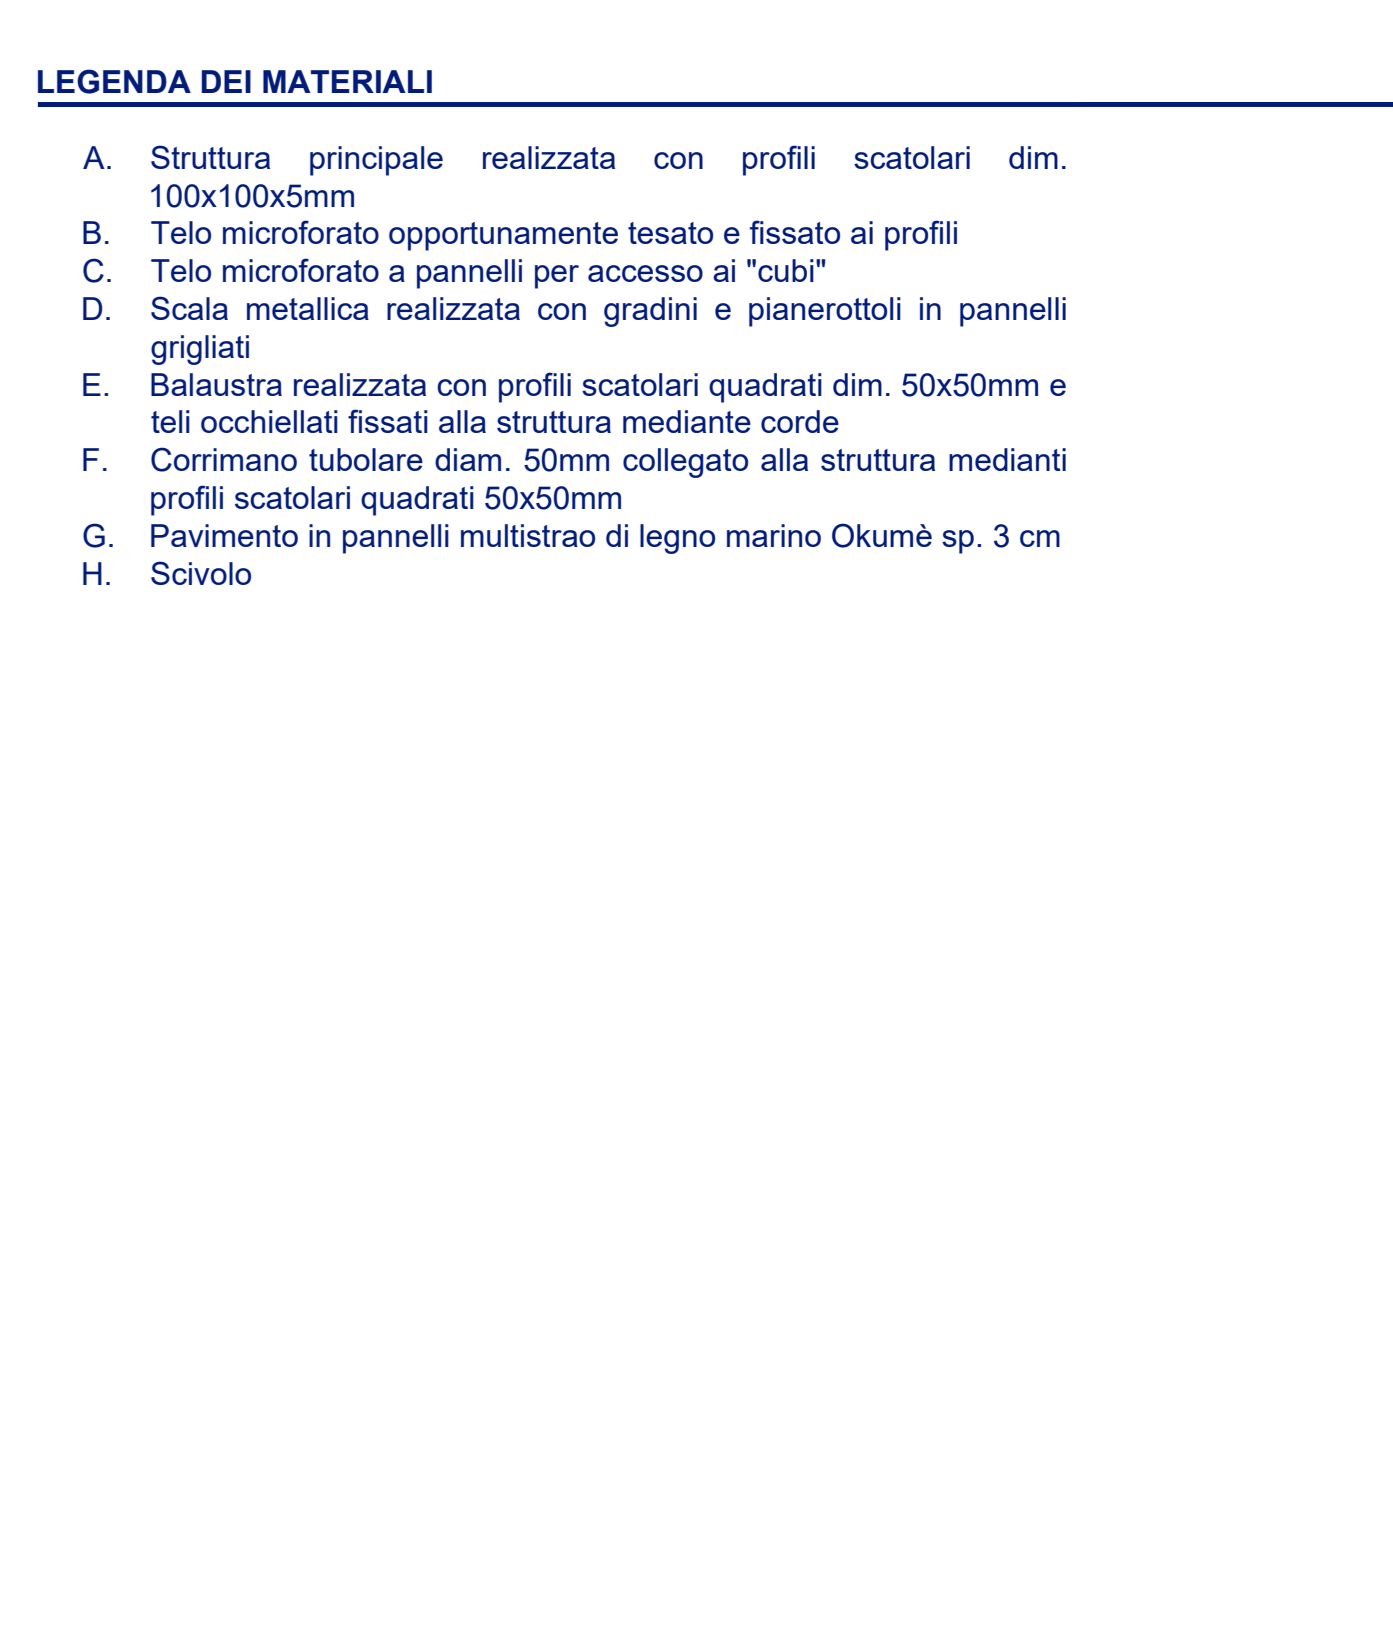 LEGENDA DEI MATERIALI
A. Struttura principale realizzata con profili scatolari dim.
100x100x5mm
B. Telo microforato opportunamente tesato e fissato ai profili
C. Telo microforato a pannelli per accesso ai "cubi"
D. Scala metallica realizzata con gradini e pianerottoli in pannelli
grigliati
E. Balaustra realizzata con profili scatolari quadrati dim. 50x50mm e
teli occhiellati fissati alla struttura mediante corde
F. Corrimano tubolare diam. 50mm collegato alla struttura medianti
profili scatolari quadrati 50x50mm
G. Pavimento in pannelli multistrao di legno marino Okumè sp. 3 cm
H. Scivolo